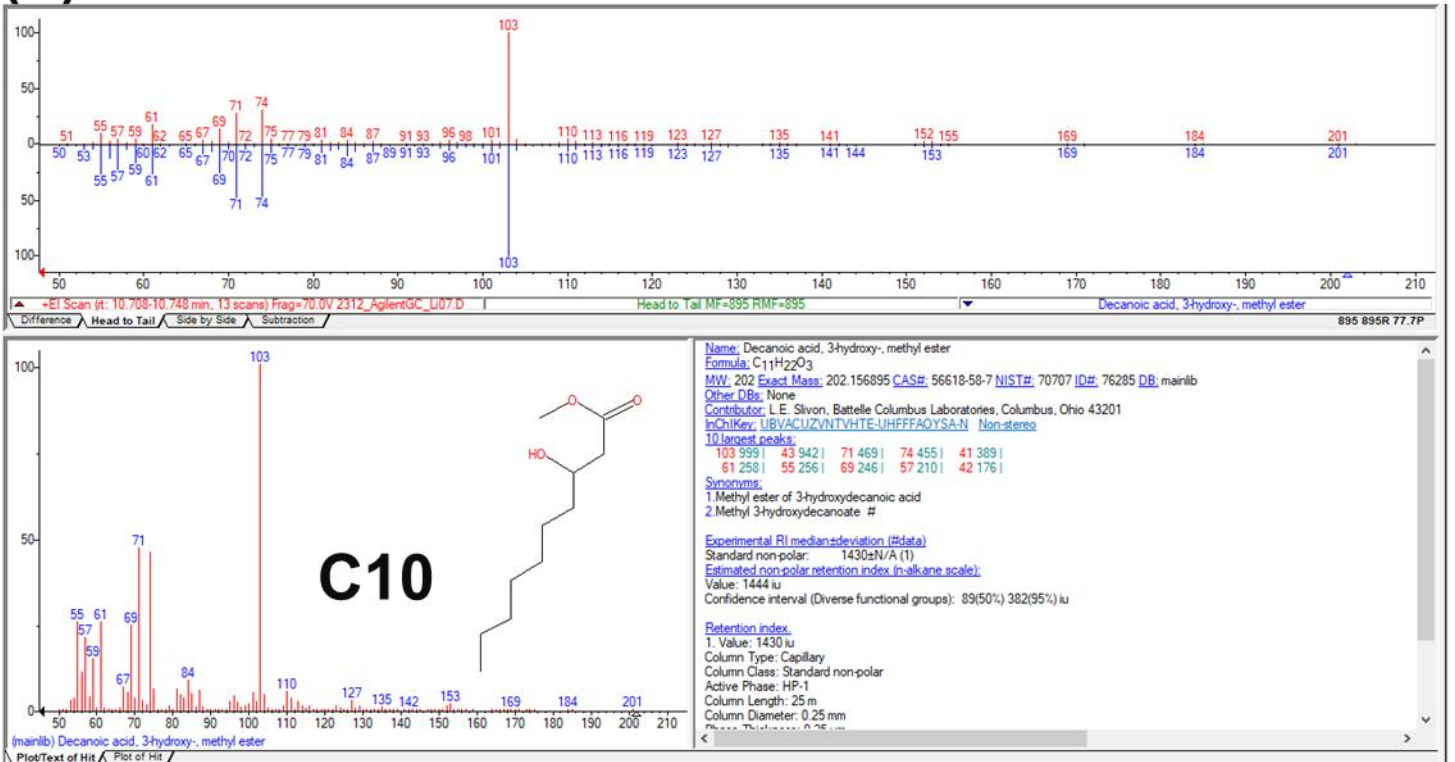 103
100
50
0
50
100
51 55 57 59 61 62 65 67 69 71 72 74 75 77 79 81 84 87 91 93 96 98 101 110 113 116 119 123 127 135 141 152 155 169 184 201
50 53 55 57 59 60 61 62 65 67 69 70 71 72 74 75 77 79 81 84 87 89 91 93 96 101 103 110 113 116 119 123 127 135 141 144 153 169 184 201
50 60 70 80 90 100 110 120 130 140 150 160 170 180 190 200 210
+EI Scan (rt: 10.708-10.748 min, 13 scans) Frag=70.0V 2312_AgilentGC_Li07.D Head to Tail MF=895 RMF=895 Decanoic acid, 3-hydroxy-, methyl ester
Difference Head to Tail Side by Side Subtraction 895 895R 77.7P
103
100
50
0
55 57 59 61 67 69 71 84 110 127 135 142 153 169 184 201
O O
HO
C10
50 60 70 80 90 100 110 120 130 140 150 160 170 180 190 200 210
(mainlib) Decanoic acid, 3-hydroxy-, methyl ester
Plot/Text of Hit Plot of Hit
Name: Decanoic acid, 3-hydroxy-, methyl ester
Formula: C11H22O3
MW: 202 Exact Mass: 202.156895 CAS#: 56618-58-7 NIST#: 70707 ID#: 76285 DB: mainlib
Other DBs: None
Contributor: L.E. Slivon, Battelle Columbus Laboratories, Columbus, Ohio 43201
InChIKey: UBVACUZVNTVHTE-UHFFFAOYSA-N Non-stereo
10 largest peaks:
103 999 | 43 942 | 71 469 | 74 455 | 41 389 |
61 258 | 55 256 | 69 246 | 57 210 | 42 176 |
Synonyms:
1.Methyl ester of 3-hydroxydecanoic acid
2.Methyl 3-hydroxydecanoate #
Experimental RI median±deviation (#data)
Standard non-polar: 1430±N/A (1)
Estimated non-polar retention index (n-alkane scale):
Value: 1444 iu
Confidence interval (Diverse functional groups): 89(50%) 382(95%) iu
Retention index.
1. Value: 1430 iu
Column Type: Capillary
Column Class: Standard non-polar
Active Phase: HP-1
Column Length: 25 m
Column Diameter: 0.25 mm